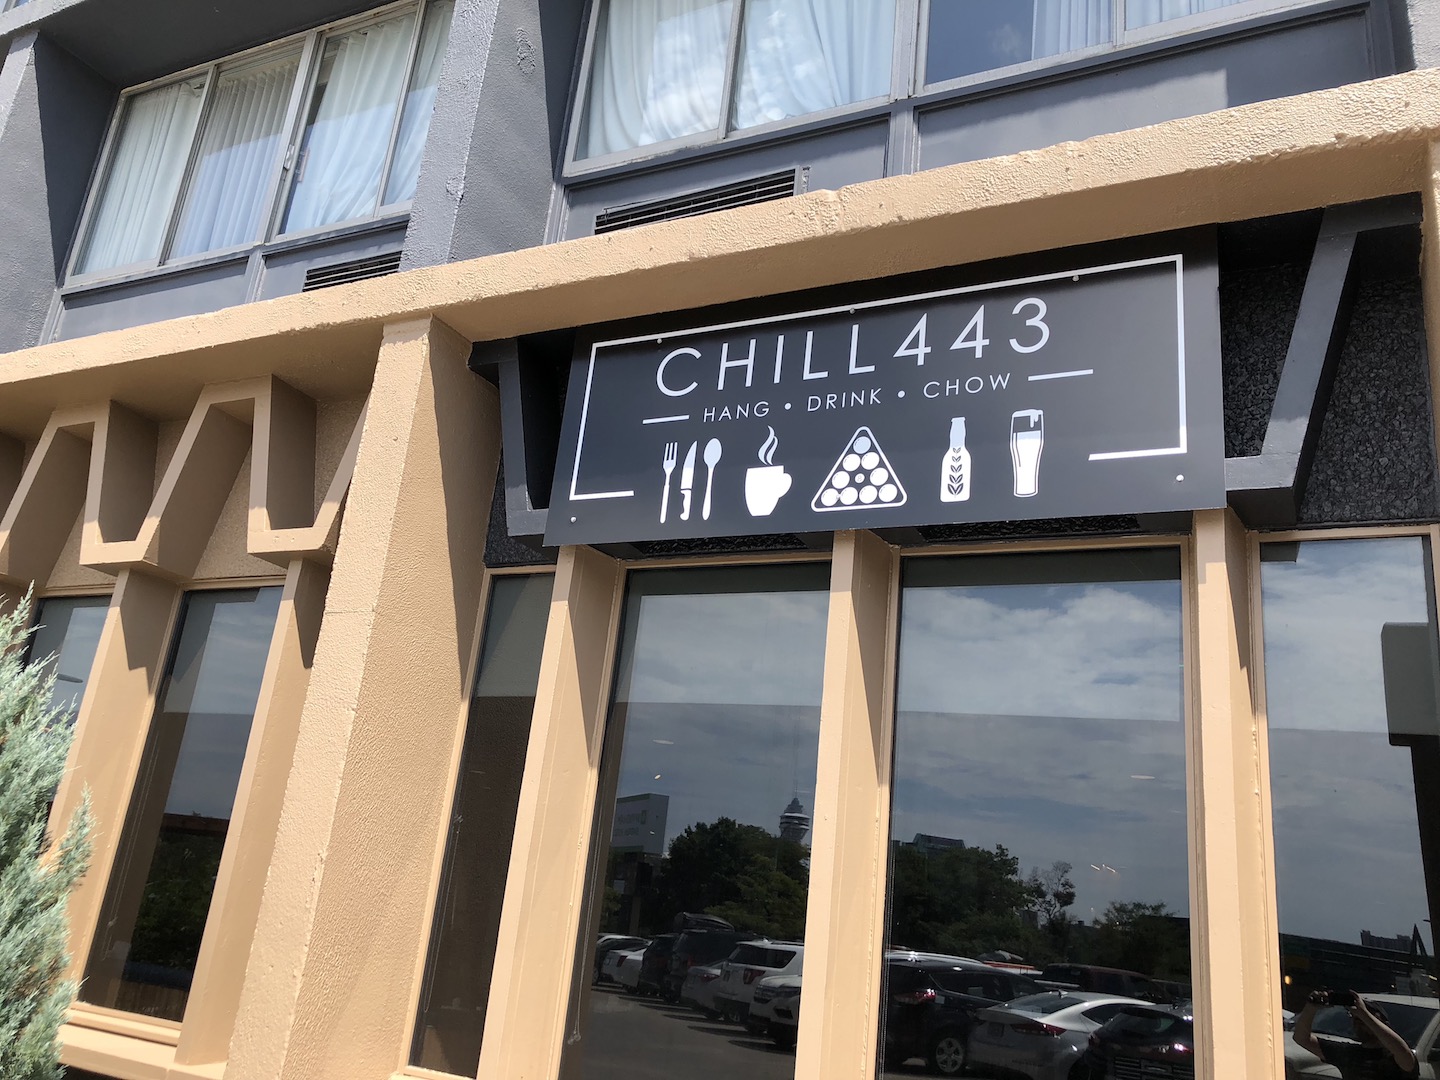 CHILL443
HANG • DRINK • CHOW